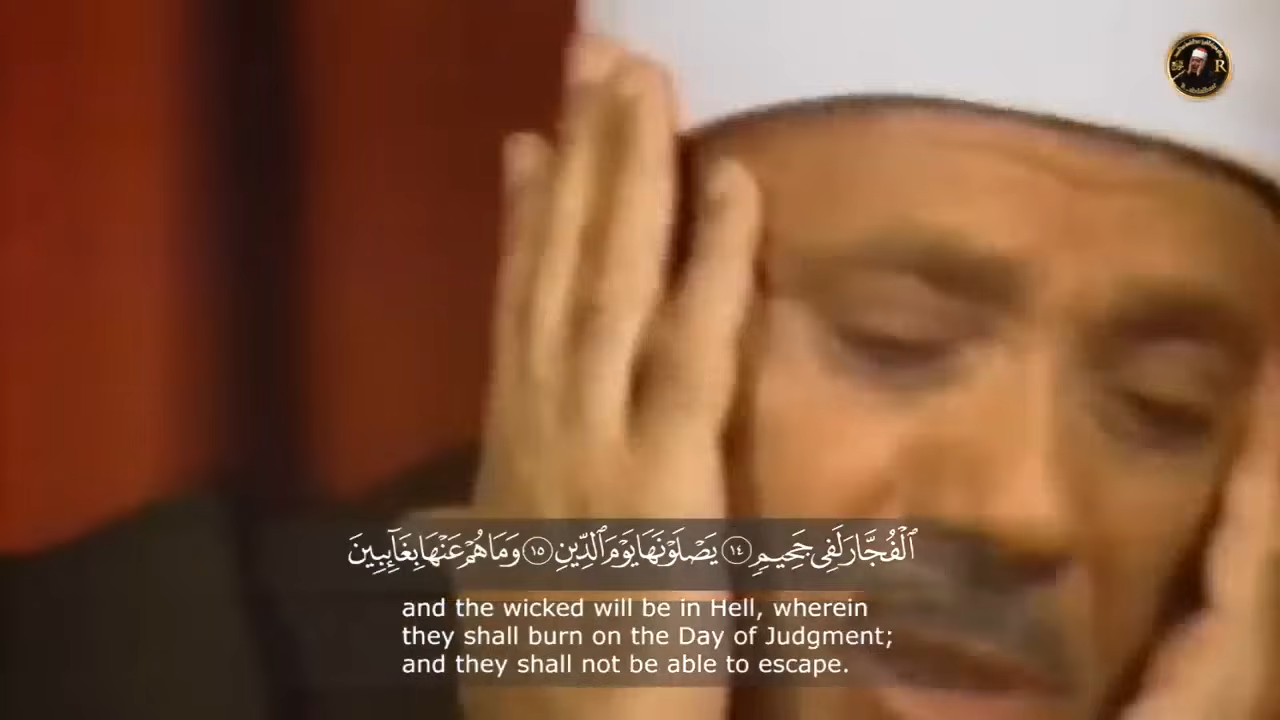 ٱلْفُجَّارَ لَفِى جَحِيمٍ ١٤ يَصْلَوْنَهَا يَوْمَ ٱلدِّينِ ١٥ وَمَا هُمْ عَنْهَا بِغَآئِبِينَ
and the wicked will be in Hell, wherein
they shall burn on the Day of Judgment;
and they shall not be able to escape.
R